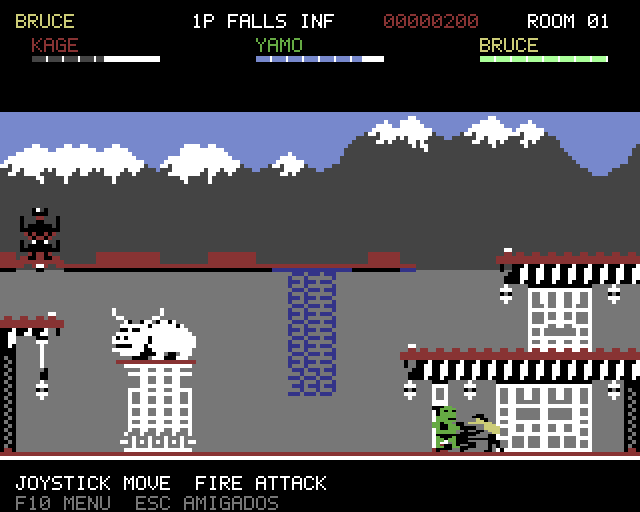 BRUCE 1P FALLS INF 00000200 ROOM 01
KAGE YAMO BRUCE
JOYSTICK MOVE FIRE ATTACK
F10 MENU ESC AMIGADOS